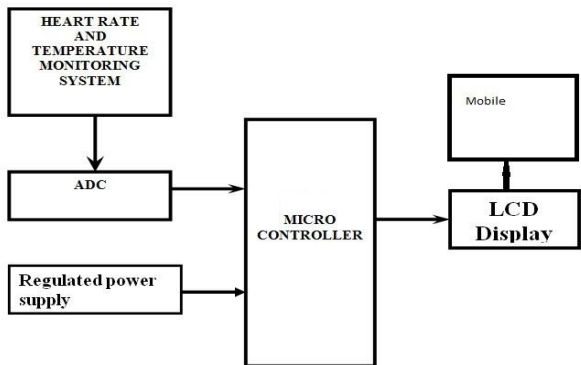 HEART RATE
AND
TEMPERATURE
MONITORING
SYSTEM
ADC
Regulated power
supply
MICRO
CONTROLLER
Mobile
LCD
Display